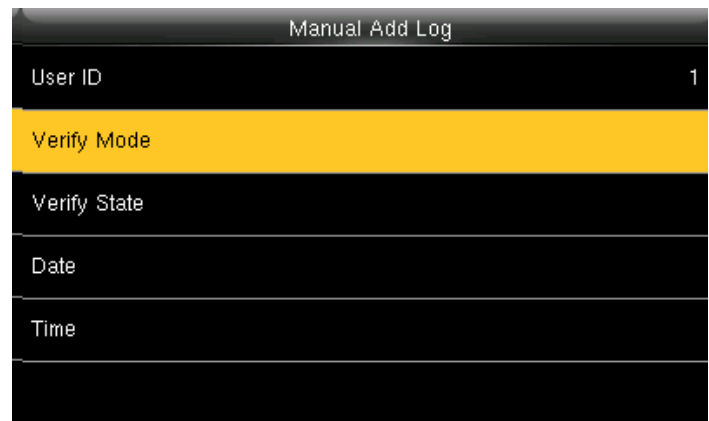 Manual Add Log
User ID 1
Verify Mode
Verify State
Date
Time